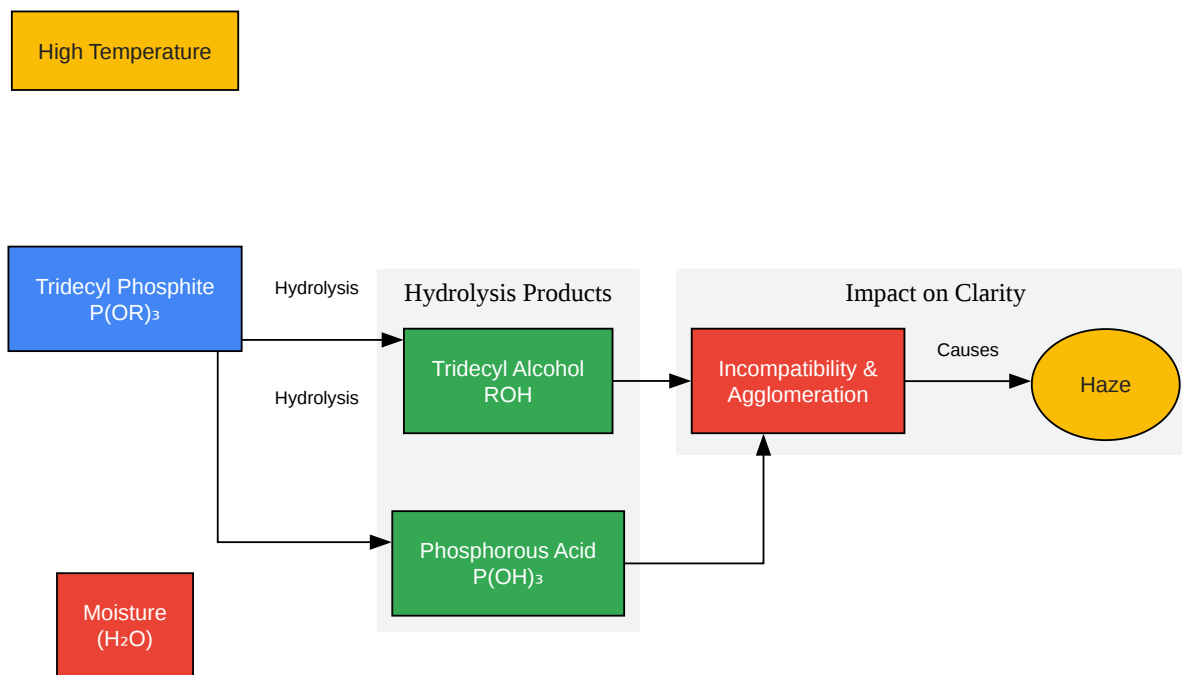 High Temperature
Tridecyl Phosphite
P(OR)₃
Hydrolysis
Hydrolysis
Hydrolysis Products
Tridecyl Alcohol
ROH
Phosphorous Acid
P(OH)₃
Impact on Clarity
Incompatibility &
Agglomeration
Causes
Haze
Moisture
(H₂O)